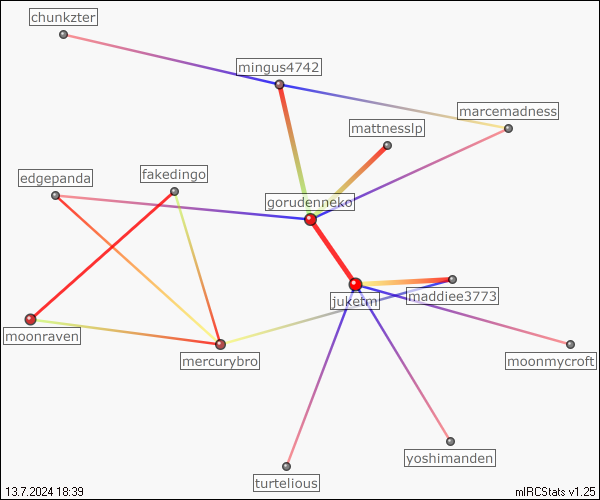 chunkzter
mingus4742
marcemadness
mattnesslp
fakedingo
edgepanda
gorudenneko
maddiee3773
juketm
moonraven
mercurybro
moonmycroft
yoshimanden
turtelious
13.7.2024 18:39
mIRCStats v1.25